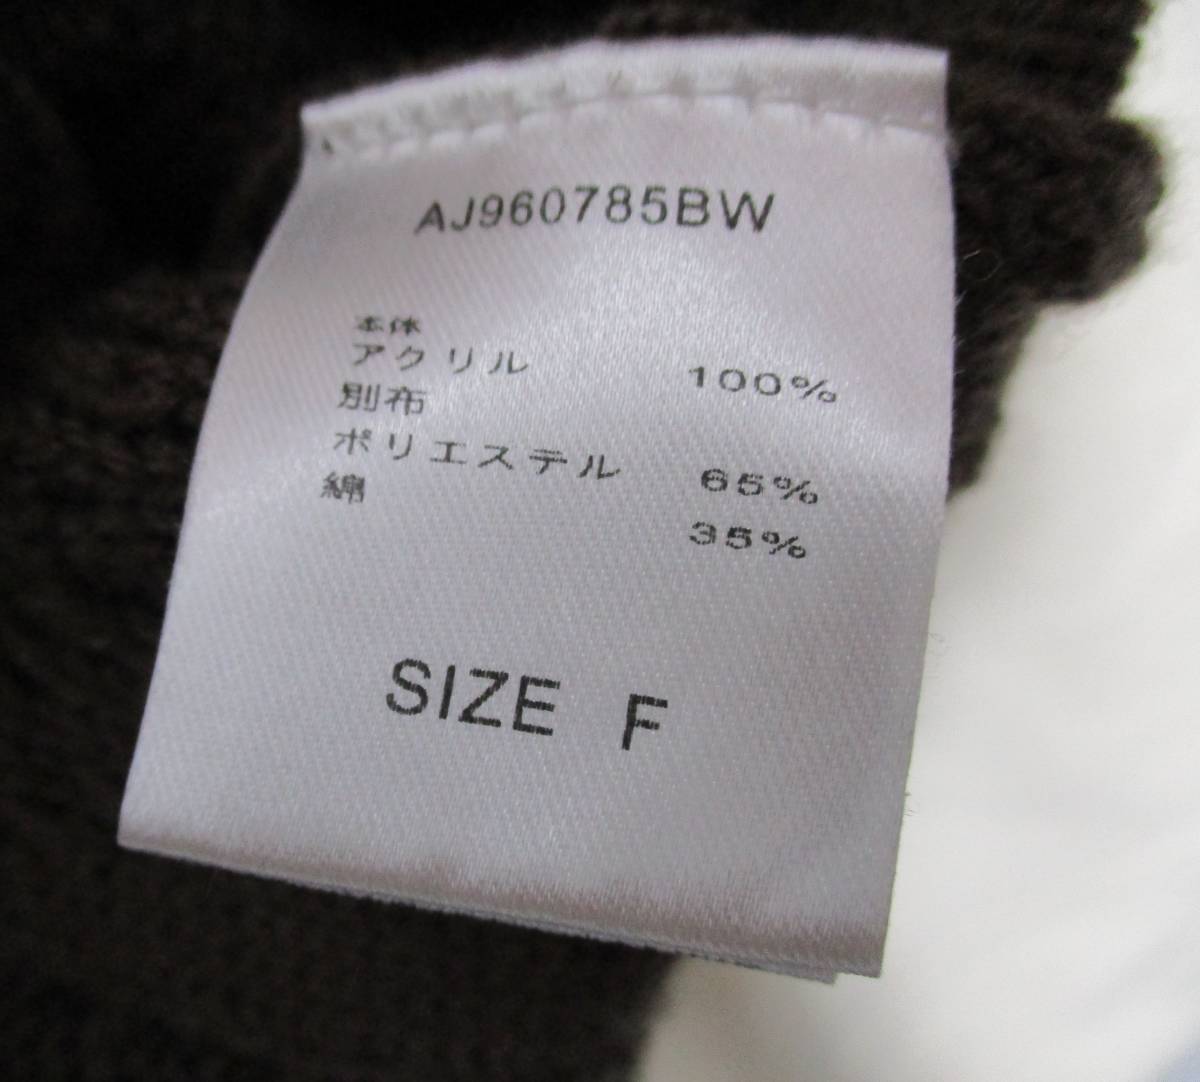 AJ960785BW
本体
アクリル 100%
別布
ポリエステル 65%
綿 35%
SIZE F